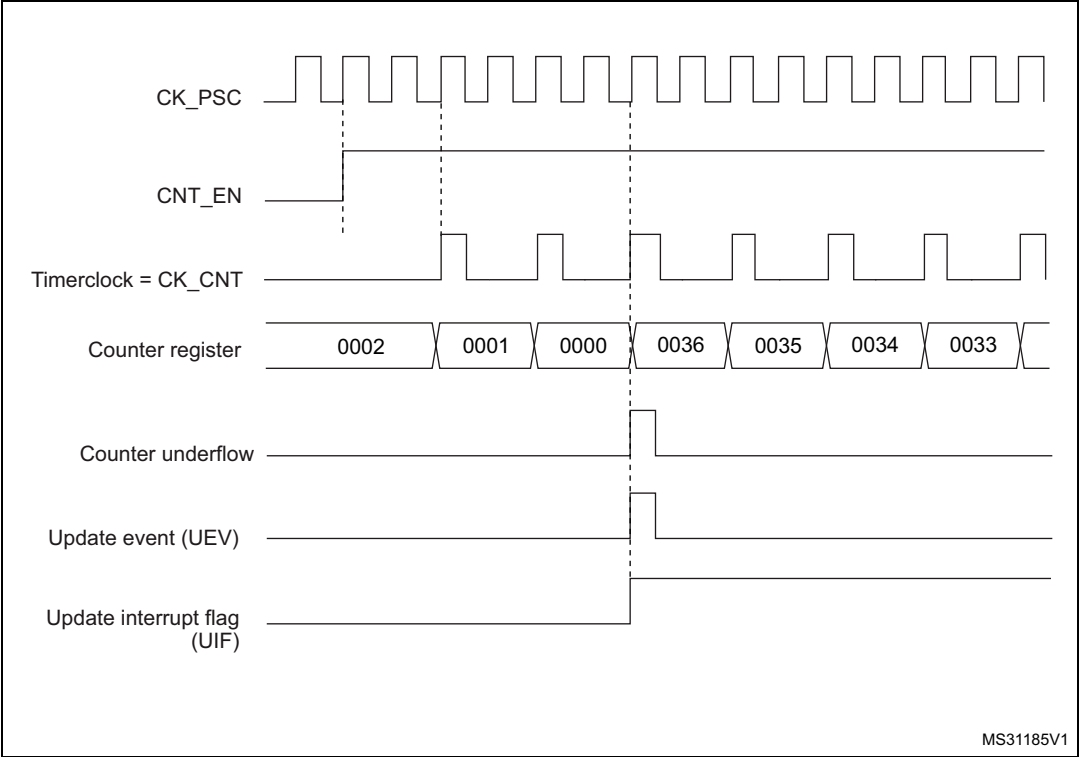 CK_PSC
CNT_EN
Timerclock = CK_CNT
Counter register
0002 0001 0000 0036 0035 0034 0033
Counter underflow
Update event (UEV)
Update interrupt flag
(UIF)
MS31185V1